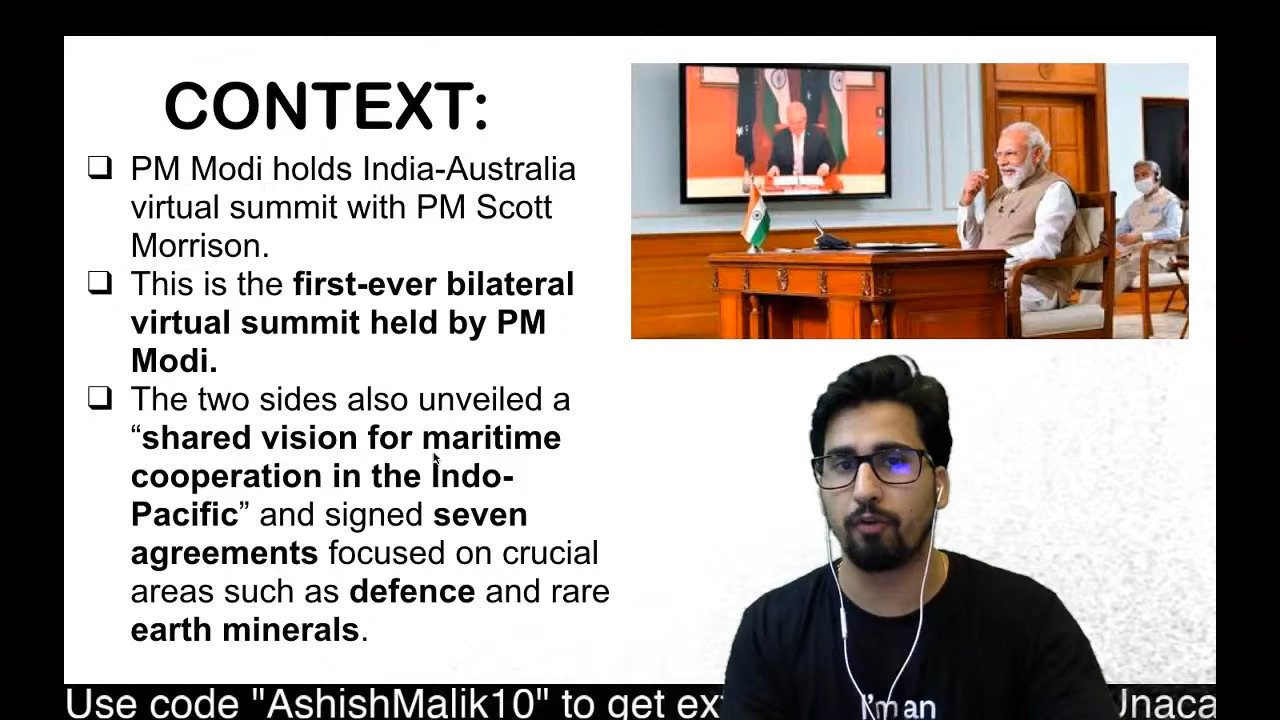 CONTEXT:
❑ PM Modi holds India-Australia
virtual summit with PM Scott
Morrison.
❑ This is the first-ever bilateral
virtual summit held by PM
Modi.
❑ The two sides also unveiled a
“shared vision for maritime
cooperation in the Indo-
Pacific” and signed seven
agreements focused on crucial
areas such as defence and rare
earth minerals.
I'm an
Use code "AshishMalik10" to get ex